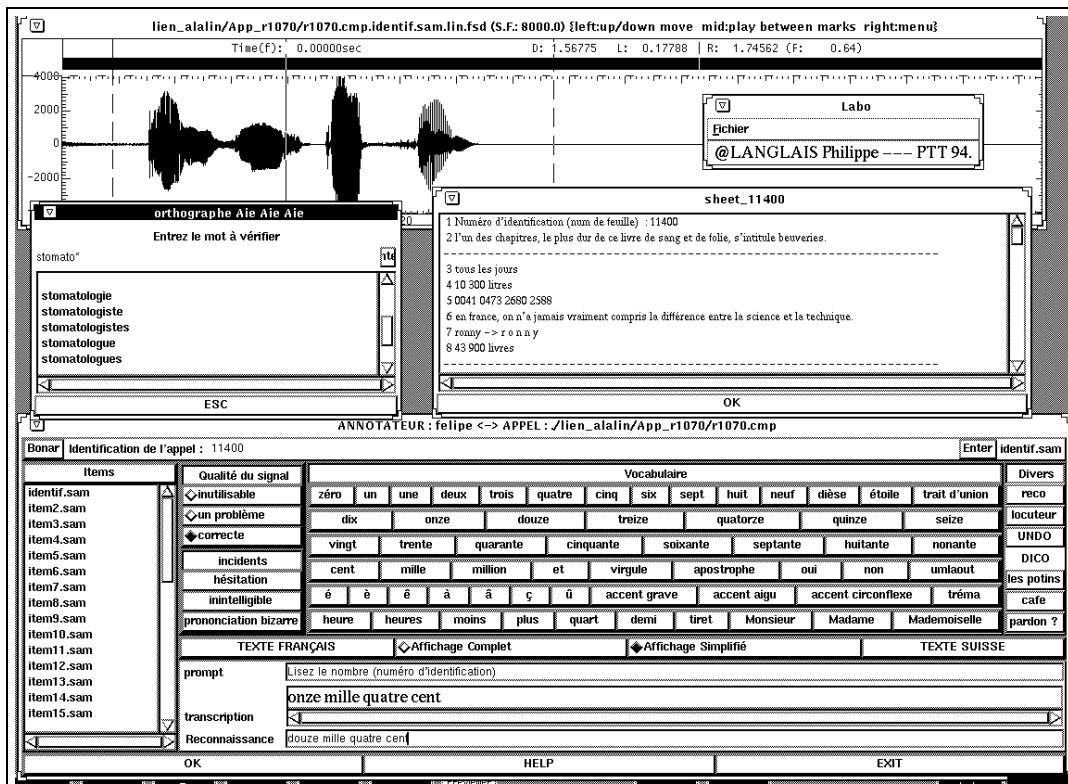 lien_alalin/App_r1070/r1070.cmp.identif.sam.lin.fsd (S.F.: 8000.0) {left:up/down move mid:play between marks right:menu}
Time(f): 0.00000sec D: 1.56775 L: 0.17788 | R: 1.74562 (F: 0.64)
4000
2000
0
-2000
20
Labo
Fichier
@LANGLAIS Philippe --- PTT 94.
orthographe Aie Aie Aie
Entrez le mot à vérifier
stomato*
stomatologie
stomatologiste
stomatologistes
stomatologue
stomatologues
ESC
sheet_11400
1 Numéro d'identification (num de feuille) : 11400
2 l'un des chapitres, le plus dur de ce livre de sang et de folie, s'intitule beuveries.
3 tous les jours
4 10 300 litres
5 0041 0473 2680 2588
6 en france, on n'a jamais vraiment compris la différence entre la science et la technique.
7 ronny -> r o n n y
8 43 900 livres
OK
ANNOTATEUR : felipe <-> APPEL : ./lien_alalin/App_r1070/r1070.cmp
Bonar Identification de l'appel : 11400 Enter identif.sam
Items
identif.sam
item2.sam
item3.sam
item4.sam
item5.sam
item6.sam
item7.sam
item8.sam
item9.sam
item10.sam
item11.sam
item12.sam
item13.sam
item14.sam
item15.sam
Qualité du signal
inutilisable
un problème
correcte
incidents
hésitation
inintelligible
prononciation bizarre
Vocabulaire
zéro un une deux trois quatre cinq six sept huit neuf dièse étoile trait d'union
dix onze douze treize quatorze quinze seize
vingt trente quarante cinquante soixante septante huitante nonante
cent mille million et virgule apostrophe oui non umlaout
é è ê à â ç û accent grave accent aigu accent circonflexe tréma
heure heures moins plus quart demi tiret Monsieur Madame Mademoiselle
Divers
reco
locuteur
UNDO
DICO
les potins
cafe
pardon ?
TEXTE FRANÇAIS Affichage Complet Affichage Simplifié TEXTE SUISSE
prompt Lisez le nombre (numéro d'identification)
onze mille quatre cent
transcription
Reconnaissance douze mille quatre cent
OK HELP EXIT